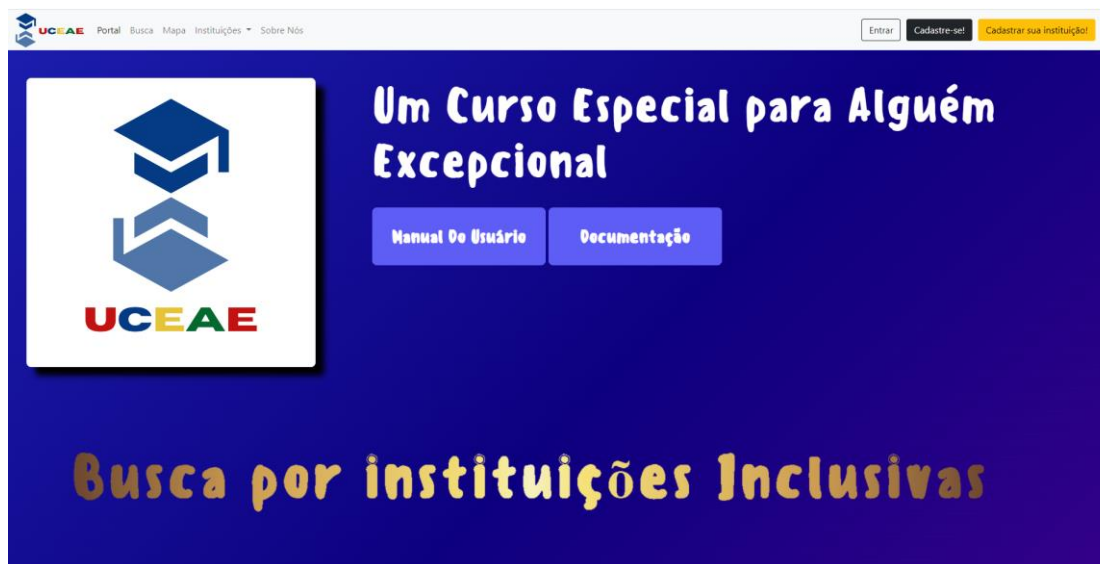 UCEAE Portal Busca Mapa Instituições Sobre Nós Entrar Cadastre-se! Cadastrar sua instituição!
Um Curso Especial para Alguém
Excepcional
Manual Do Usuário Documentação
UCEAE
Busca por instituições Inclusivas